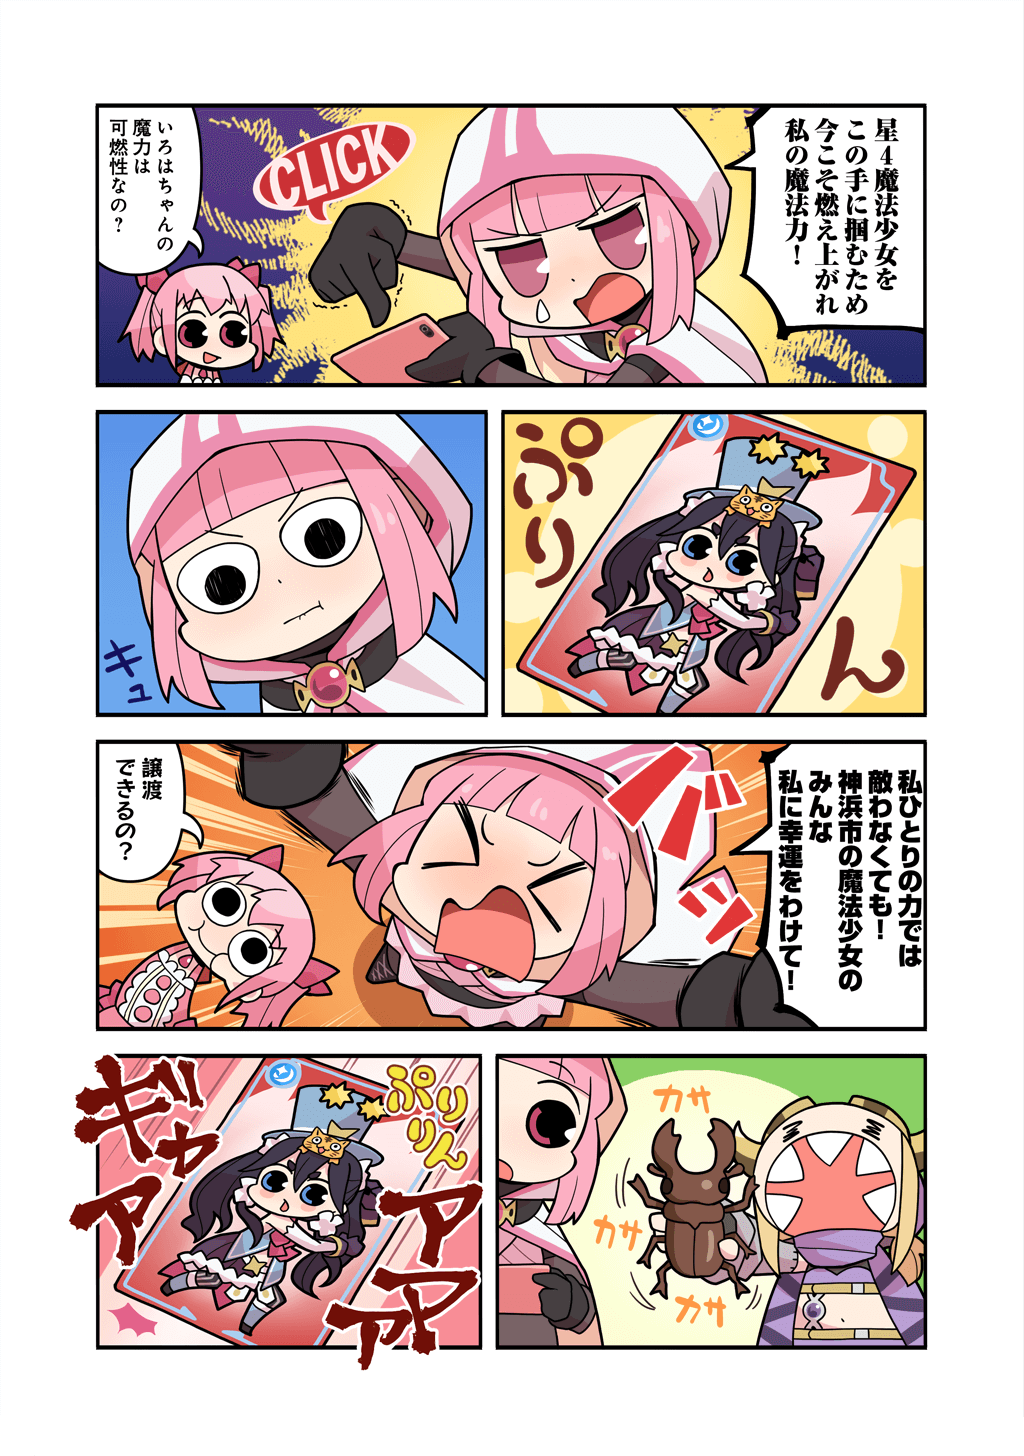 星4魔法少女を
この手に掴むため
今こそ燃え上がれ
私の魔法力！
CLICK
いろはちゃんの
魔力は
可燃性なの？
ぷりん
キュ
私ひとりの力では
敵わなくても！
神浜市の魔法少女の
みんな
私に幸運をわけて！
バッ
譲渡
できるの？
カサ
カサ
カサ
ぷりりん
ギャアアアア